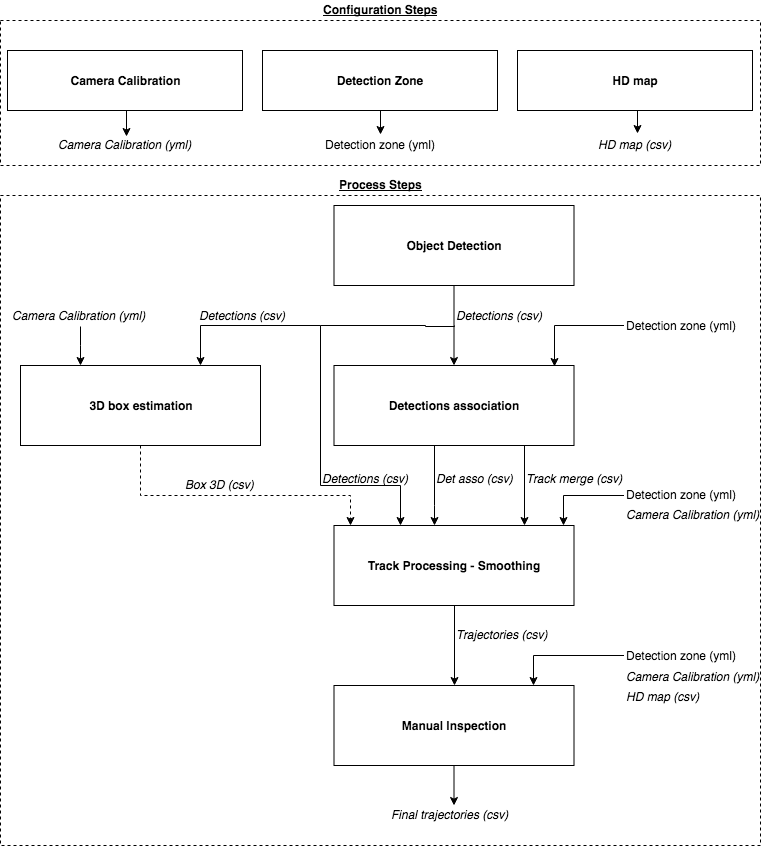 Configuration Steps
Camera Calibration
Detection Zone
HD map
Camera Calibration (yml)
Detection zone (yml)
HD map (csv)
Process Steps
Object Detection
Camera Calibration (yml)
Detections (csv)
Detections (csv)
Detection zone (yml)
3D box estimation
Detections association
Box 3D (csv)
Detections (csv)
Det asso (csv)
Track merge (csv)
Detection zone (yml)
Camera Calibration (yml)
Track Processing - Smoothing
Trajectories (csv)
Detection zone (yml)
Camera Calibration (yml)
HD map (csv)
Manual Inspection
Final trajectories (csv)